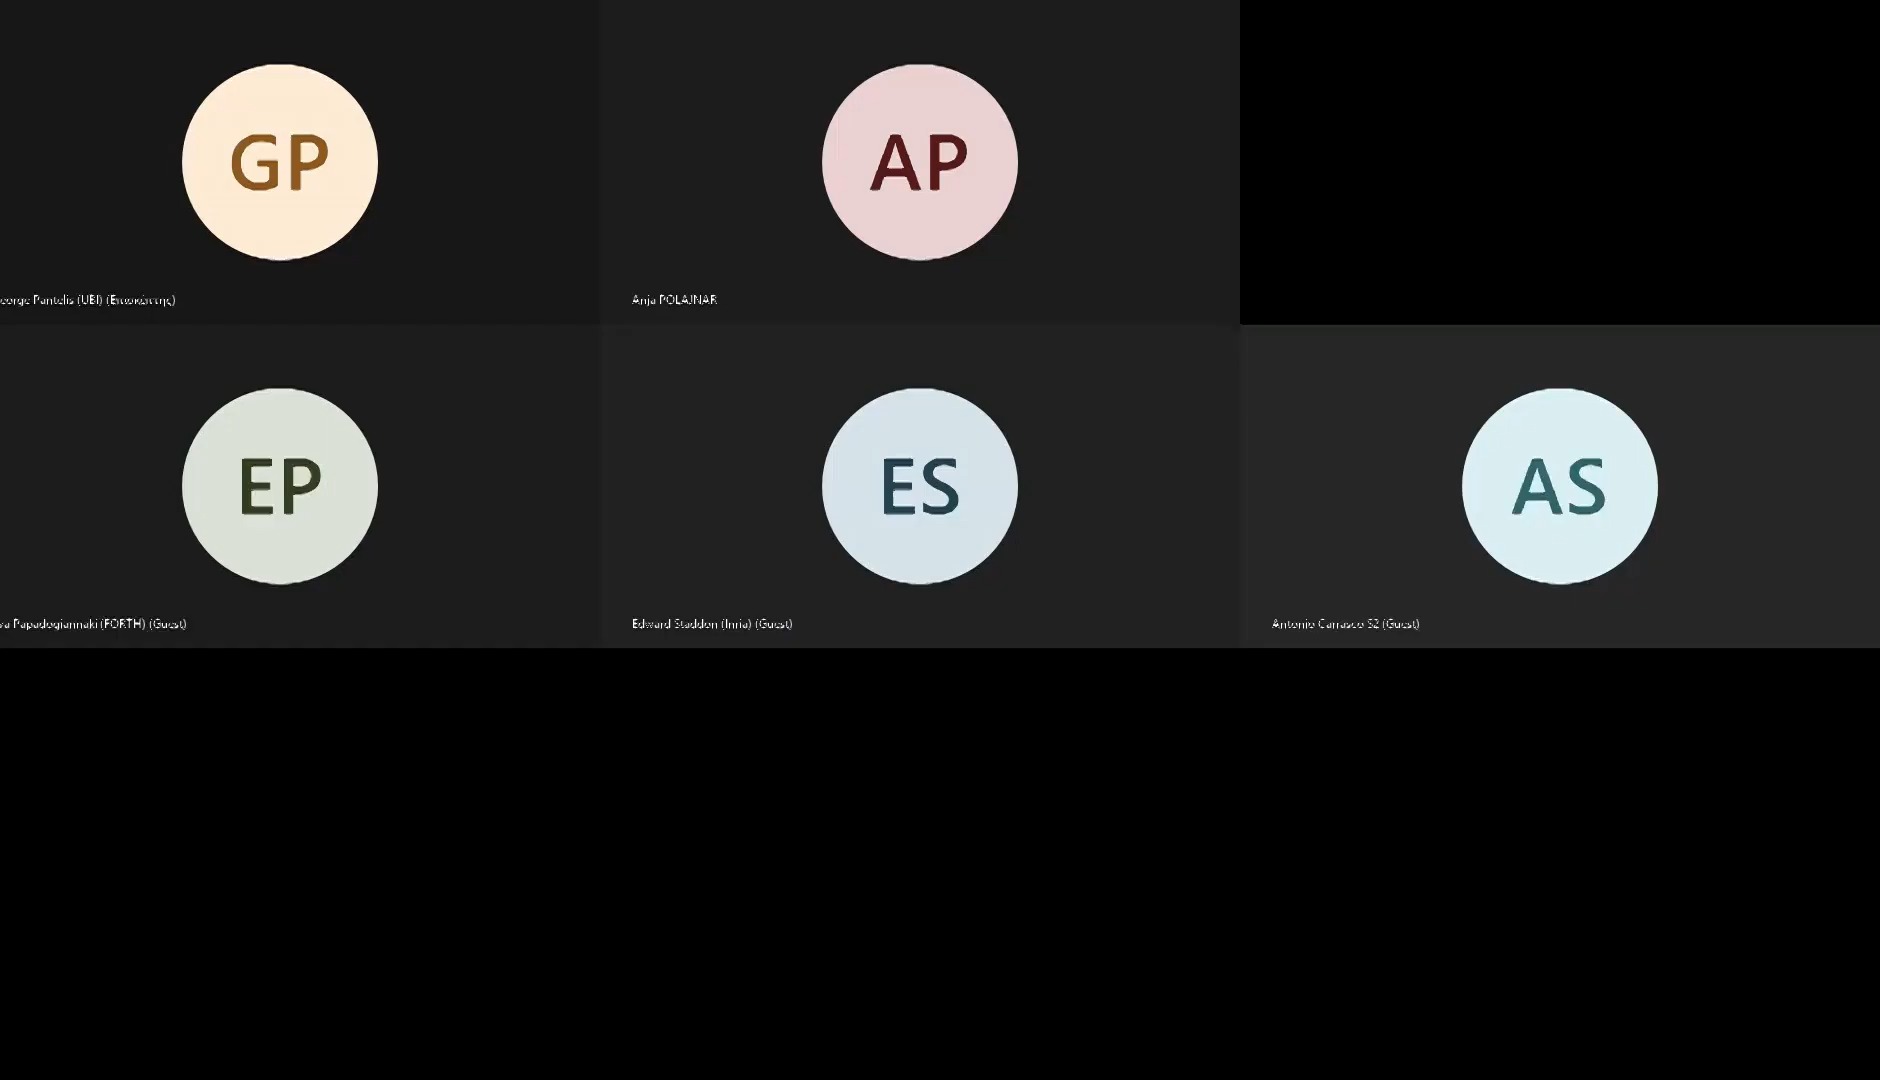 GP
AP
eorge Pantelis (UBI) (Επισκέπτης)
Anja POLAJNAR
EP
ES
AS
va Papadogiannaki (FORTH) (Guest)
Edward Staddon (Inria) (Guest)
Antonio Carrasco S2 (Guest)